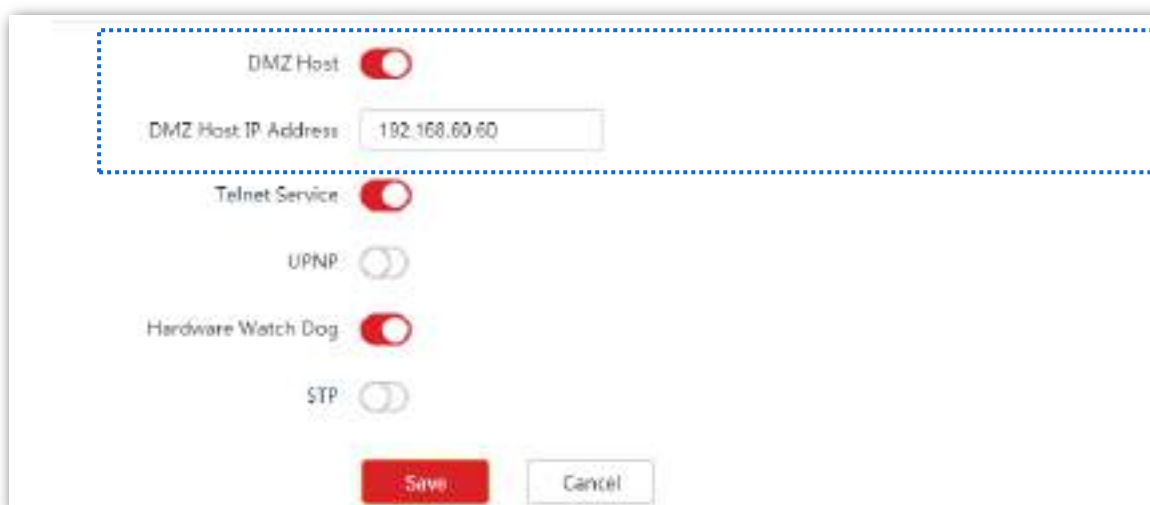 DMZ Host
DMZ Host IP Address 192.168.60.60
Telnet Service
UPNP
Hardware Watch Dog
STP
Save Cancel